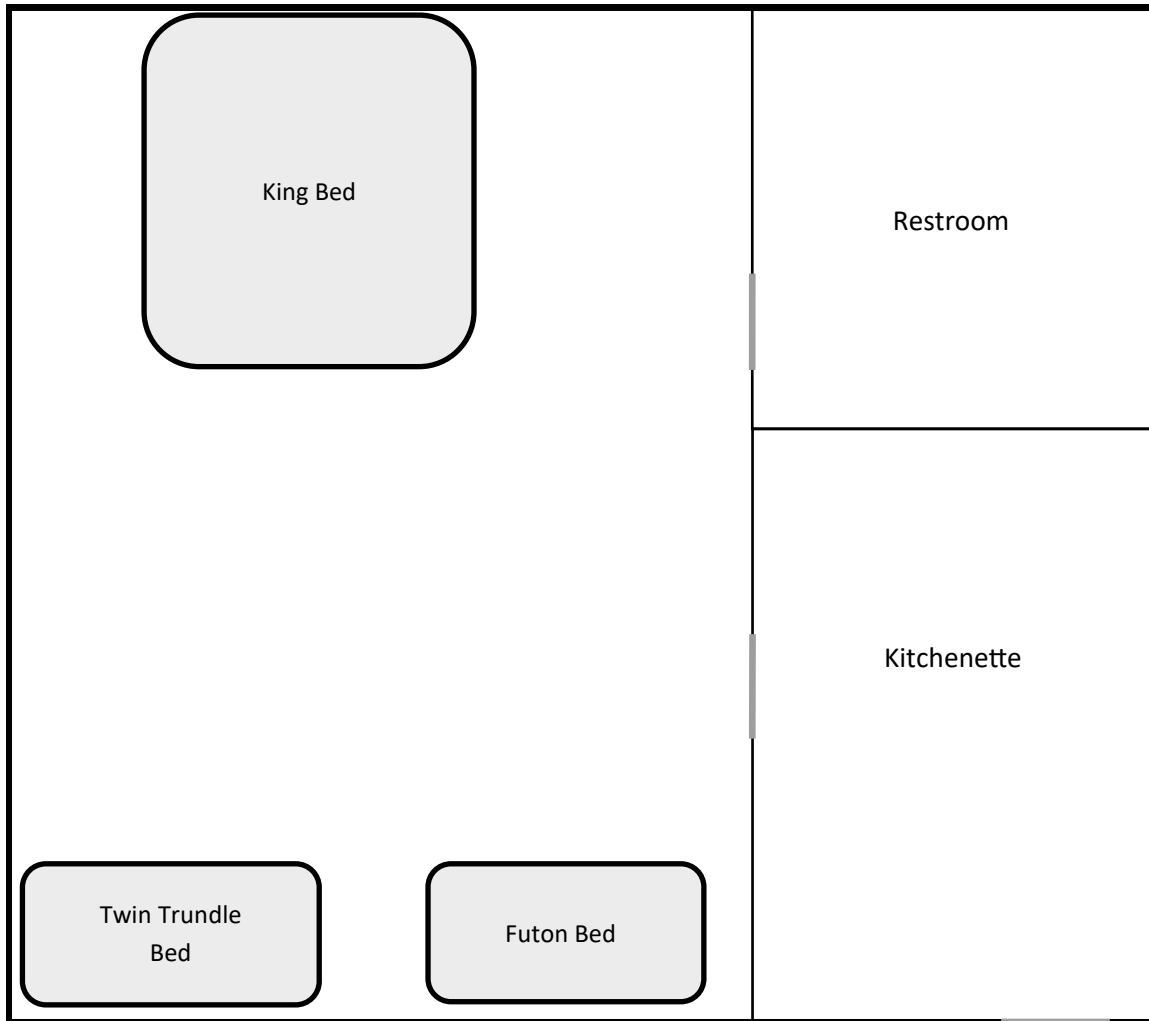 King Bed
Restroom
Kitchenette
Twin Trundle
Bed
Futon Bed